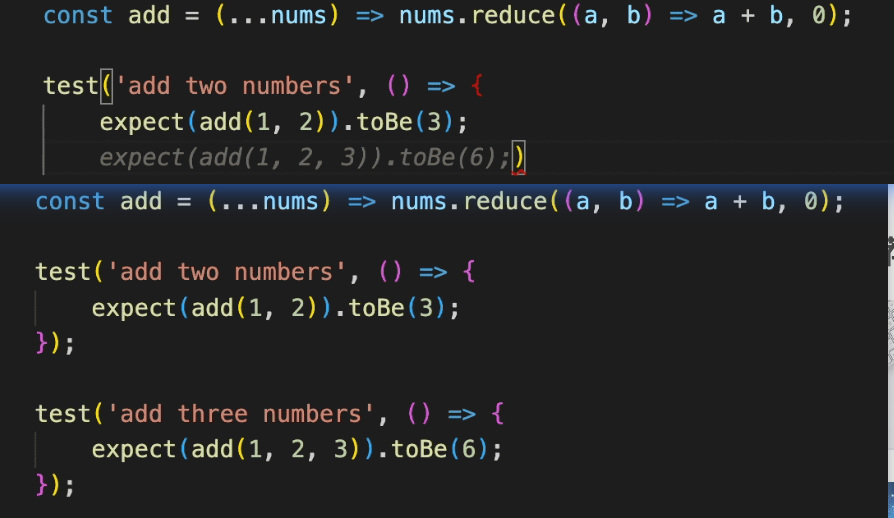 const add = (...nums) => nums.reduce((a, b) => a + b, 0);
test('add two numbers', () => {
expect(add(1, 2)).toBe(3);
expect(add(1, 2, 3)).toBe(6);)
const add = (...nums) => nums.reduce((a, b) => a + b, 0);
test('add two numbers', () => {
expect(add(1, 2)).toBe(3);
});
test('add three numbers', () => {
expect(add(1, 2, 3)).toBe(6);
});